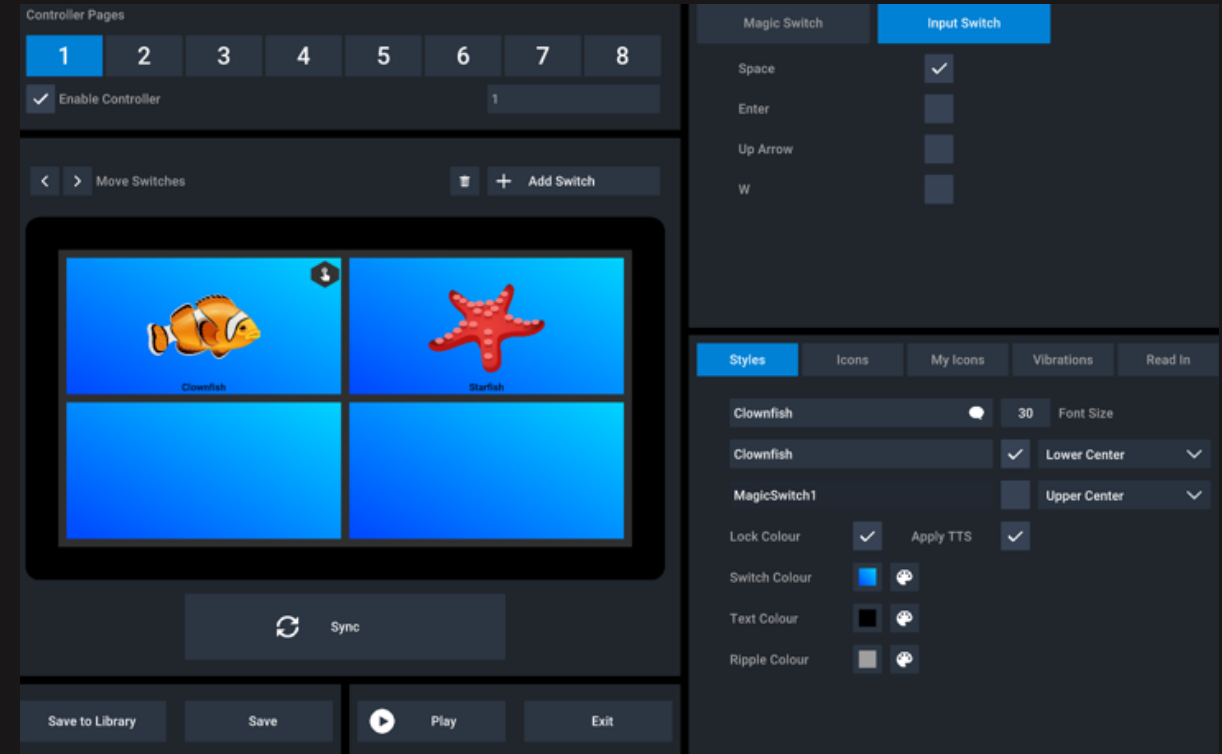 Controller Pages
1 2 3 4 5 6 7 8
Enable Controller 1
Move Switches Add Switch
Clownfish Starfish
Sync
Save to Library Save Play Exit
Magic Switch Input Switch
Space
Enter
Up Arrow
W
Styles Icons My Icons Vibrations Read In
Clownfish 30 Font Size
Clownfish Lower Center
MagicSwitch1 Upper Center
Lock Colour Apply TTS
Switch Colour
Text Colour
Ripple Colour